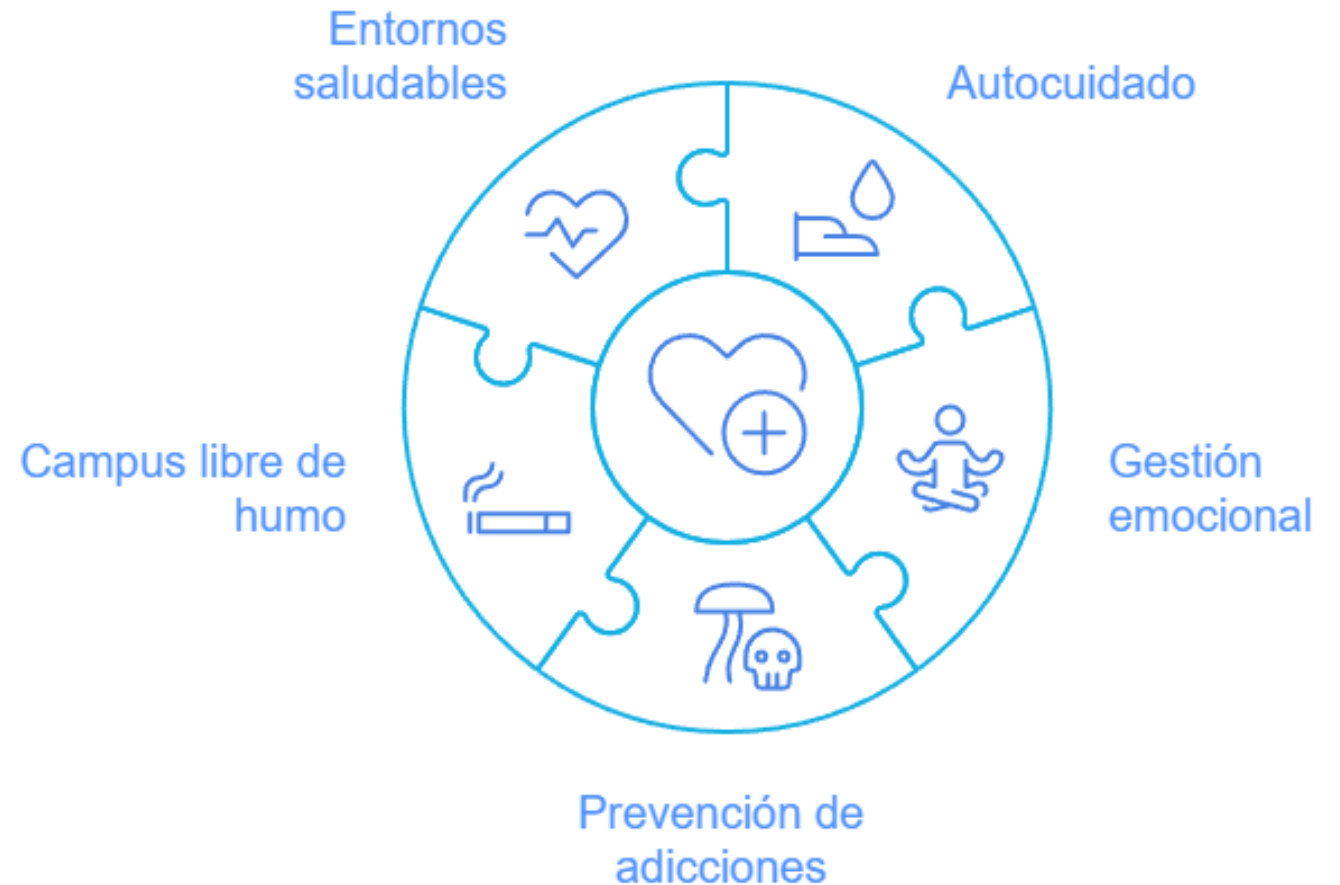 Entornos
saludables
Autocuidado
Campus libre de
humo
Gestión
emocional
Prevención de
adicciones